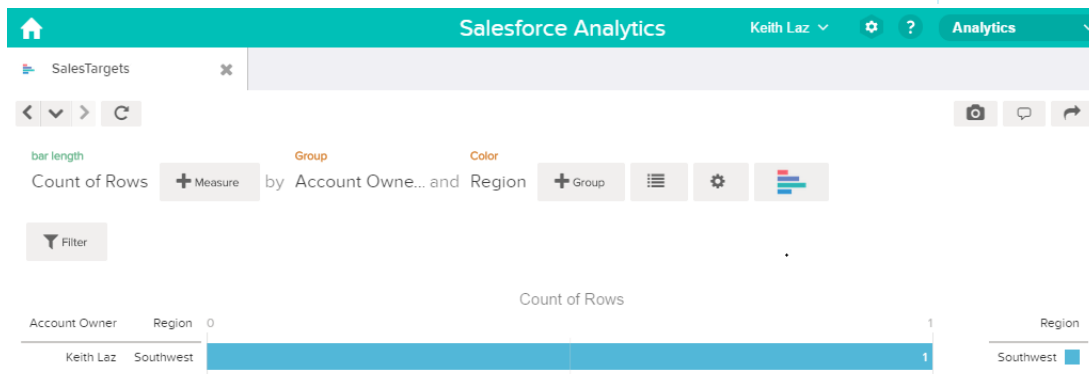 Salesforce Analytics Keith Laz ? Analytics
SalesTargets
bar length Group Color
Count of Rows Measure by Account Owne... and Region Group
Filter
Count of Rows
Account Owner Region 0 1 Region
Keith Laz Southwest 1 Southwest